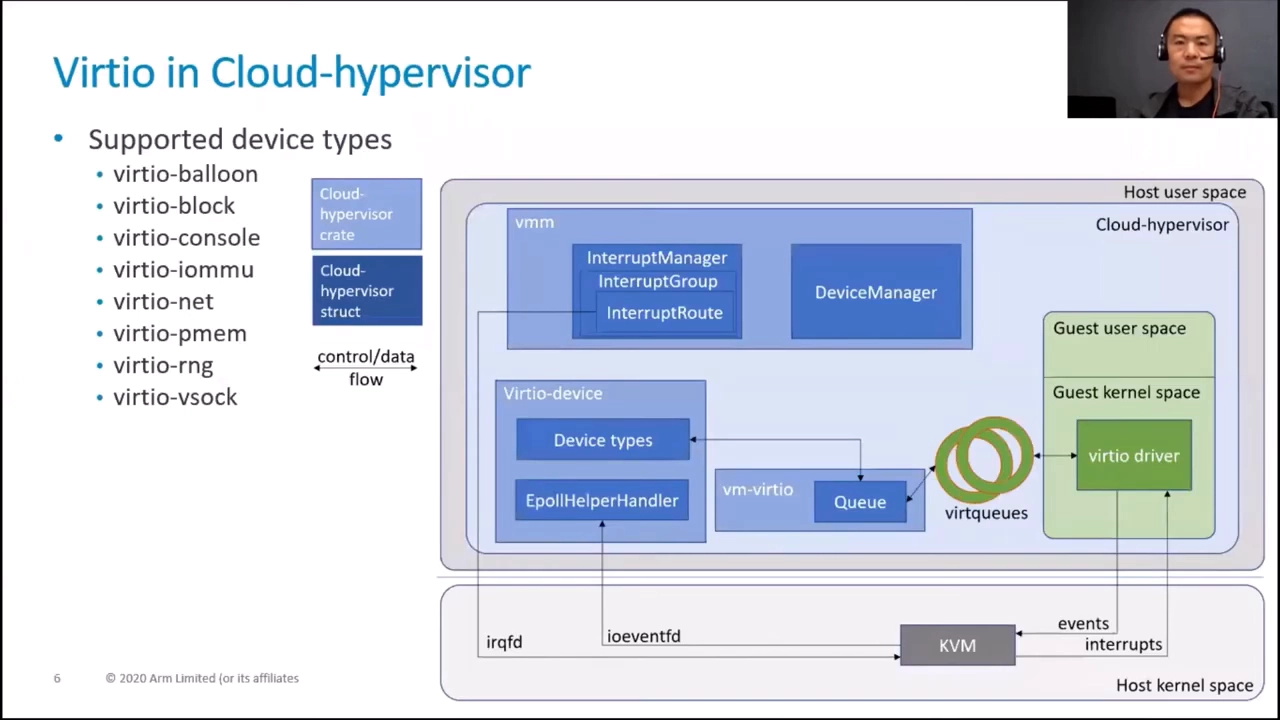 Virtio in Cloud-hypervisor
• Supported device types
• virtio-balloon
• virtio-block
• virtio-console
• virtio-iommu
• virtio-net
• virtio-pmem
• virtio-rng
• virtio-vsock
Cloud-
hypervisor
crate
Cloud-
hypervisor
struct
control/data
flow
Host user space
Cloud-hypervisor
vmm
InterruptManager
InterruptGroup
InterruptRoute
DeviceManager
Guest user space
Guest kernel space
virtio driver
Virtio-device
Device types
EpollHelperHandler
vm-virtio
Queue
virtqueues
irqfd
ioeventfd
KVM
events
interrupts
Host kernel space
6
© 2020 Arm Limited (or its affiliates